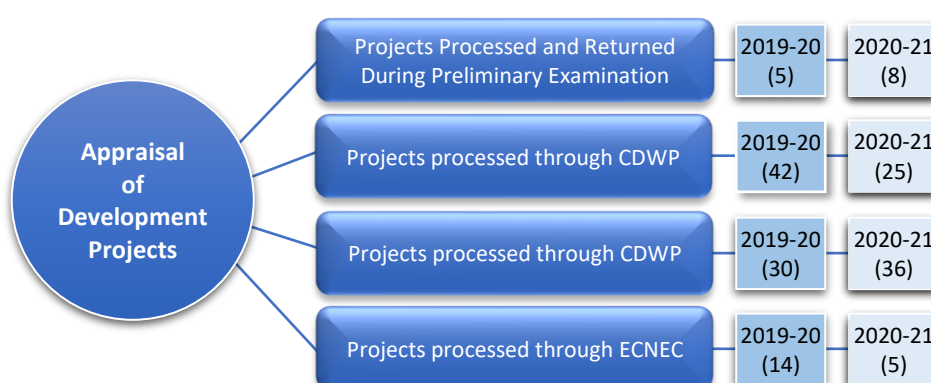 Appraisal
of
Development
Projects
Projects Processed and Returned
During Preliminary Examination
2019-20
(5)
2020-21
(8)
Projects processed through CDWP
2019-20
(42)
2020-21
(25)
Projects processed through CDWP
2019-20
(30)
2020-21
(36)
Projects processed through ECNEC
2019-20
(14)
2020-21
(5)